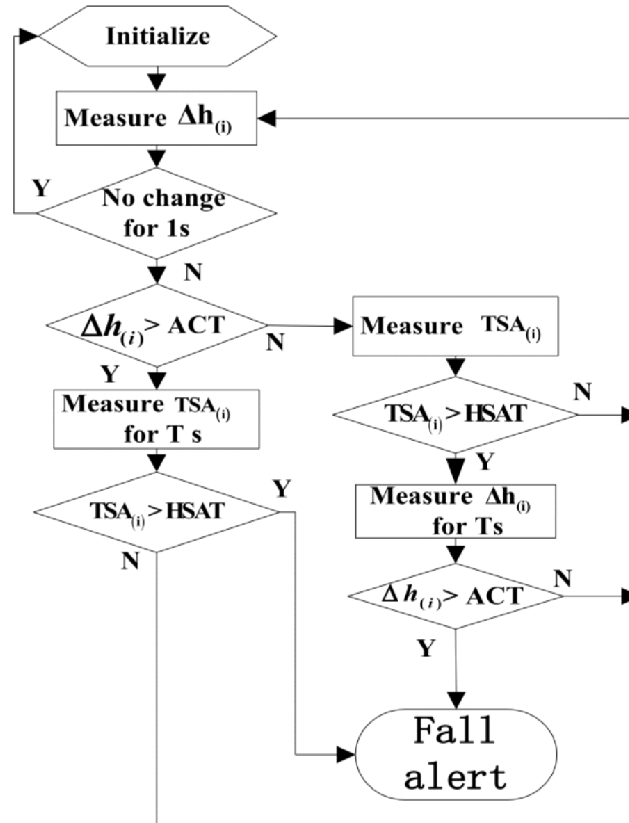 Initialize
Measure Δh(i)
Y
No change
for 1s
N
Δh(i)> ACT
N
Measure TSA(i)
Y
Measure TSA(i)
for T s
TSA(i)>HSAT
N
Y
TSA(i)>HSAT
Y
N
Measure Δh(i)
for Ts
Δh(i)> ACT
N
Y
Fall
alert